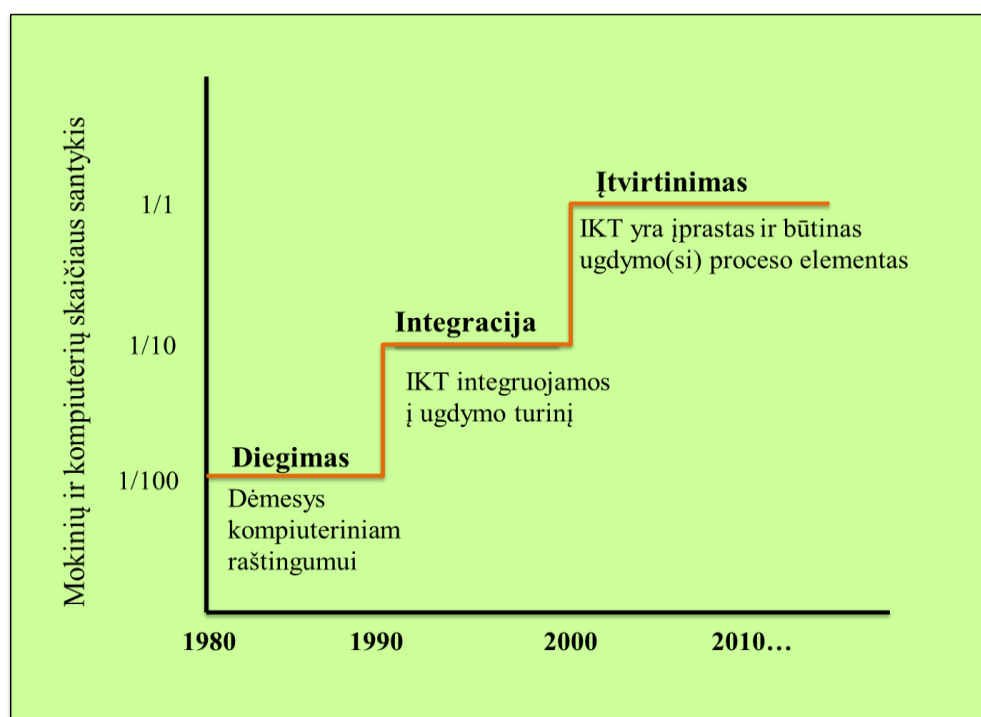 Mokinių ir kompiuterių skaičiaus santykis
1/1
Įtvirtinimas
IKT yra įprastas ir būtinas
ugdymo(si) proceso elementas
1/10
Integracija
IKT integruojamos
į ugdymo turinį
1/100
Diegimas
Dėmesys
kompiuteriniam
raštingumui
1980
1990
2000
2010…